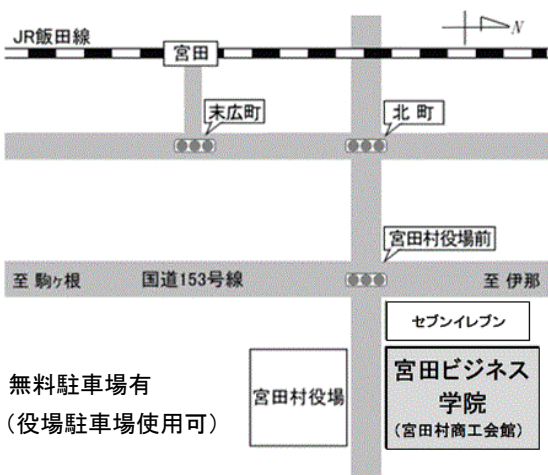 JR飯田線
N
宮田
末広町
北町
宮田村役場前
至 駒ヶ根
国道153号線
至 伊那
セブンイレブン
宮田ビジネス
学院
(宮田村商工会館)
宮田村役場
無料駐車場有
(役場駐車場使用可)